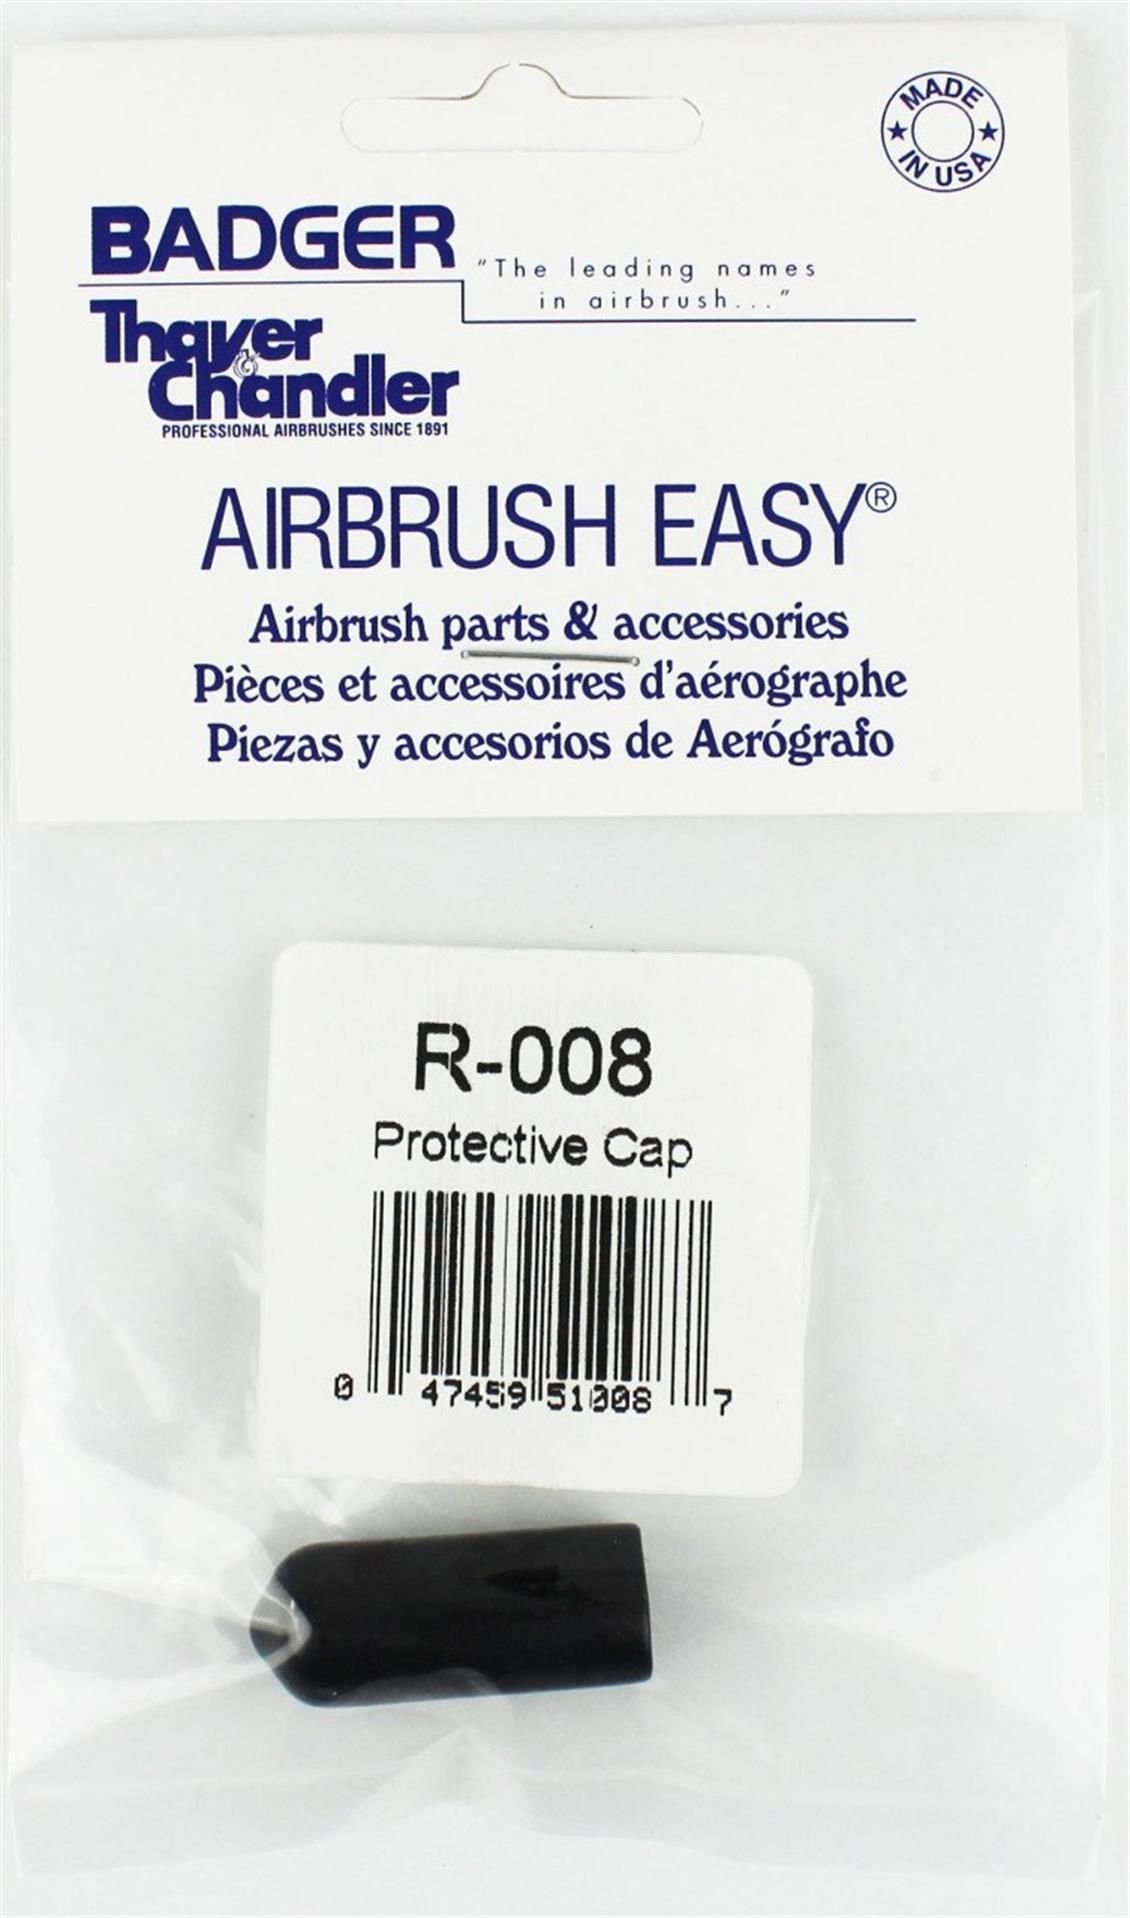 MADE
IN USA
BADGER
"The leading names
in airbrush..."
Thayer
& Chandler
PROFESSIONAL AIRBRUSHES SINCE 1891
AIRBRUSH EASY®
Airbrush parts & accessories
Pièces et accessoires d'aérographe
Piezas y accesorios de Aerógrafo
R-008
Protective Cap
0 47459 51008 7